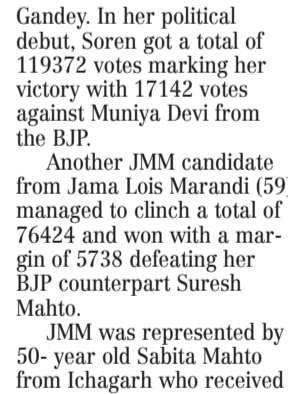 Gandey. In her political
debut, Soren got a total of
119372 votes marking her
victory with 17142 votes
against Muniya Devi from
the BJP.
Another JMM candidate
from Jama Lois Marandi (59)
managed to clinch a total of
76424 and won with a mar-
gin of 5738 defeating her
BJP counterpart Suresh
Mahto.
JMM was represented by
50- year old Sabita Mahto
from Ichagarh who received